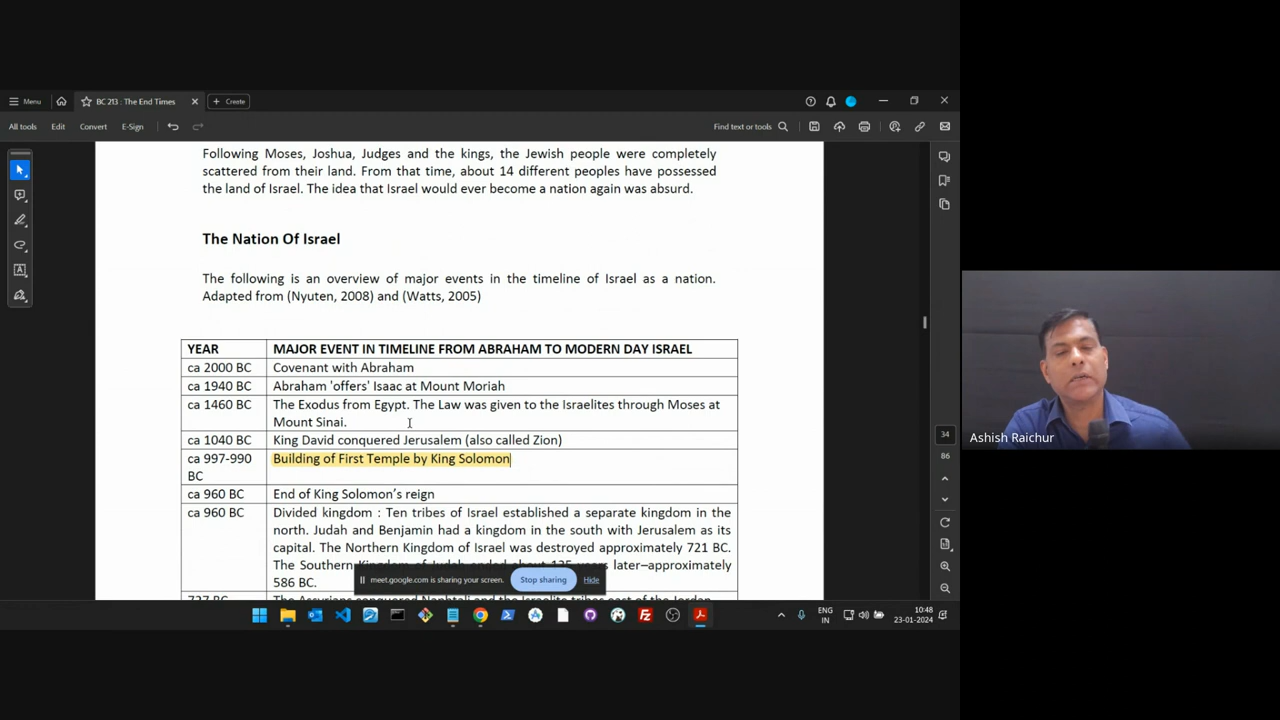 Menu
BC 213 : The End Times
Create
All tools Edit Convert E-Sign Find text or tools
Following Moses, Joshua, Judges and the kings, the Jewish people were completely
scattered from their land. From that time, about 14 different peoples have possessed
the land of Israel. The idea that Israel would ever become a nation again was absurd.
The Nation Of Israel
The following is an overview of major events in the timeline of Israel as a nation.
Adapted from (Nyuten, 2008) and (Watts, 2005)
YEAR MAJOR EVENT IN TIMELINE FROM ABRAHAM TO MODERN DAY ISRAEL
ca 2000 BC Covenant with Abraham
ca 1940 BC Abraham 'offers' Isaac at Mount Moriah
ca 1460 BC The Exodus from Egypt. The Law was given to the Israelites through Moses at
Mount Sinai.
ca 1040 BC King David conquered Jerusalem (also called Zion)
ca 997-990 Building of First Temple by King Solomon
BC
ca 960 BC End of King Solomon's reign
ca 960 BC Divided kingdom : Ten tribes of Israel established a separate kingdom in the
north. Judah and Benjamin had a kingdom in the south with Jerusalem as its
capital. The Northern Kingdom of Israel was destroyed approximately 721 BC.
The Southern Kingdom of Judah ended about 135 years later–approximately
586 BC.
meet.google.com is sharing your screen. Stop sharing Hide
34
86
Ashish Raichur
ENG
IN
10:48
23-01-2024